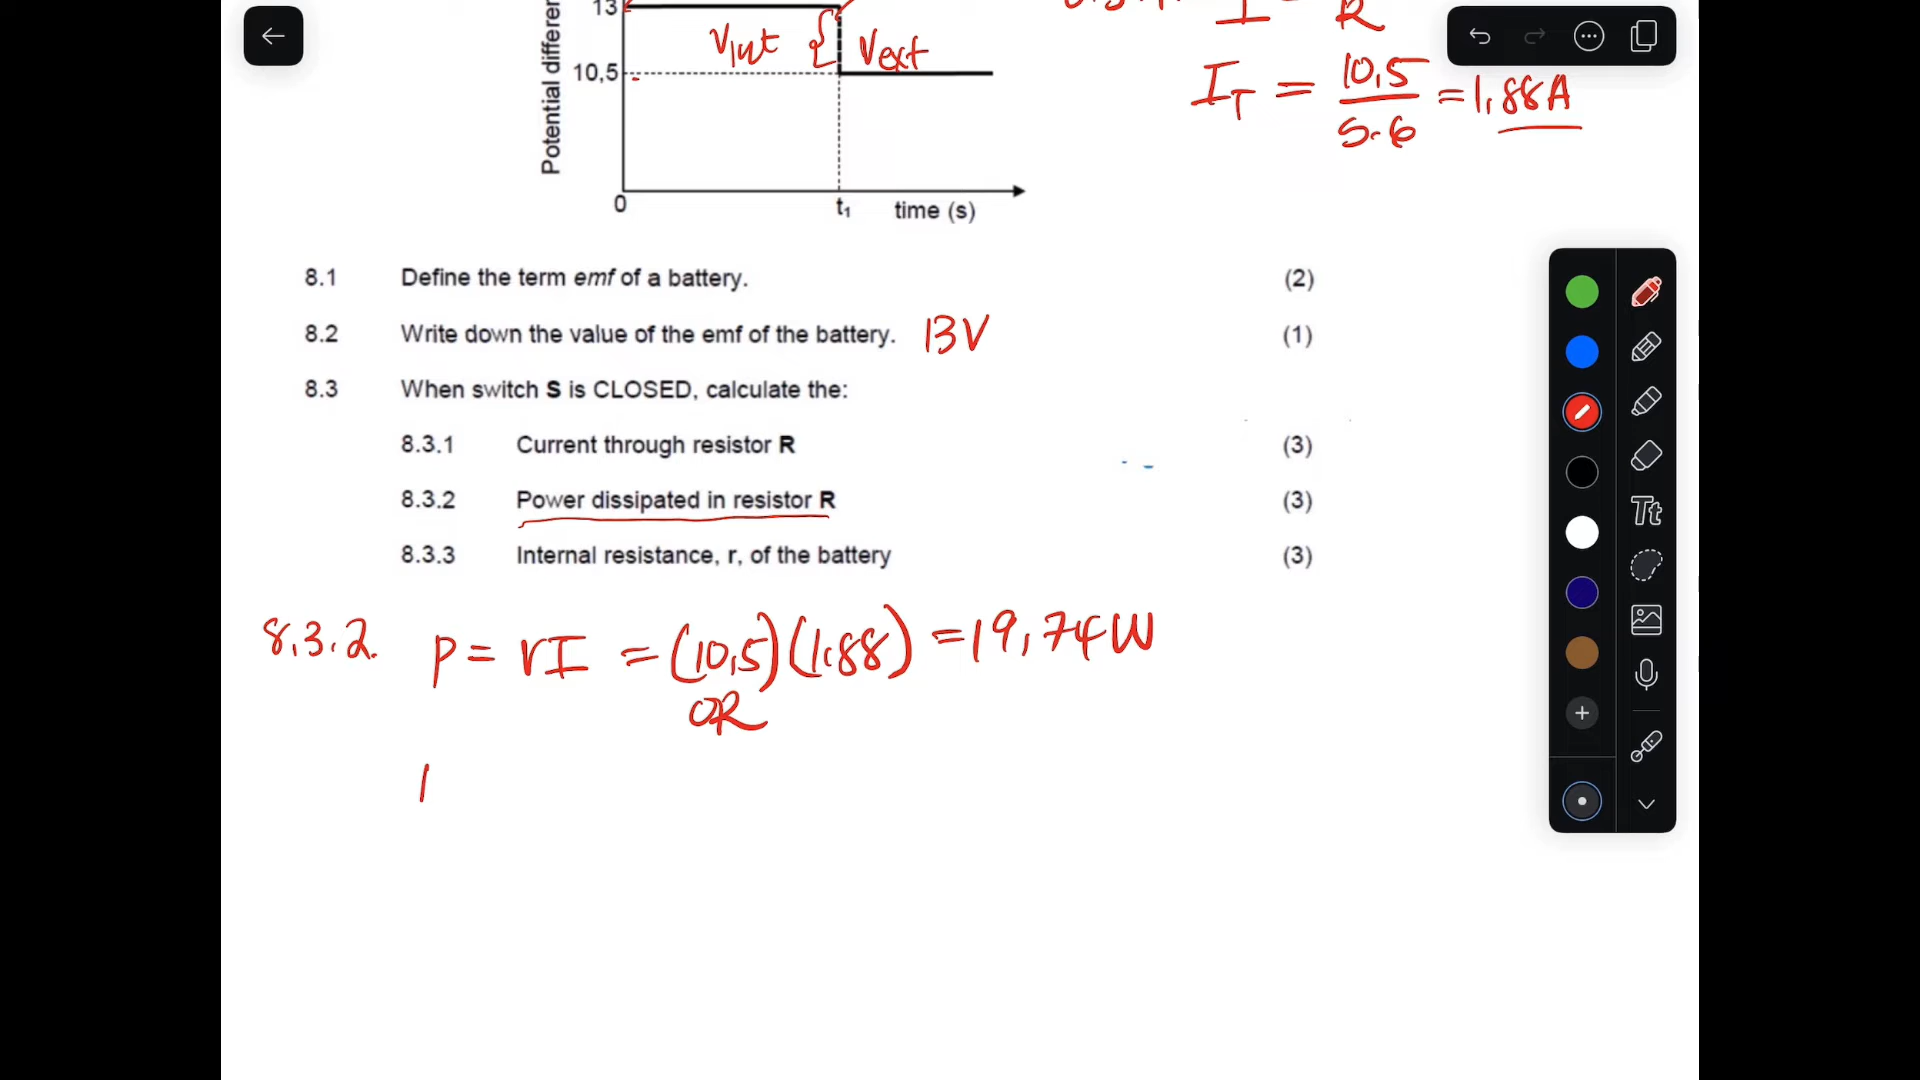 13
Potential differen
Vint
Vext
I = R
10,5
I_T = 10.5 / 5.6 = 1.88A
0
t₁
time (s)
8.1 Define the term emf of a battery. (2)
8.2 Write down the value of the emf of the battery. 13V (1)
8.3 When switch S is CLOSED, calculate the:
8.3.1 Current through resistor R (3)
8.3.2 Power dissipated in resistor R (3)
8.3.3 Internal resistance, r, of the battery (3)
8.3.2. P = VI = (10,5)(1.88) = 19,74W
OR
Tt